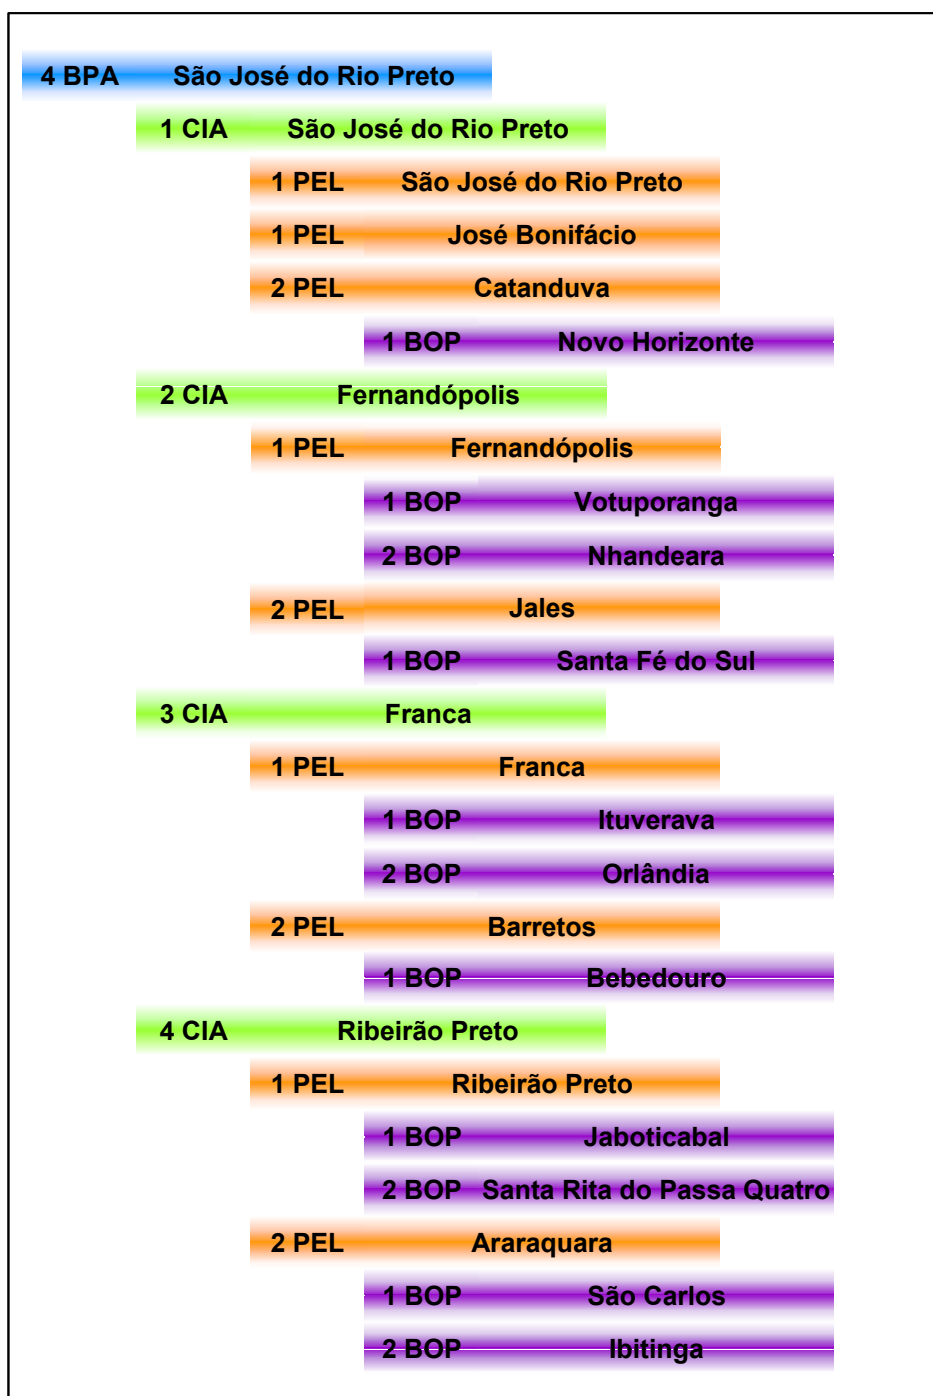 4 BPA São José do Rio Preto
1 CIA São José do Rio Preto
1 PEL São José do Rio Preto
1 PEL José Bonifácio
2 PEL Catanduva
1 BOP Novo Horizonte
2 CIA Fernandópolis
1 PEL Fernandópolis
1 BOP Votuporanga
2 BOP Nhandeara
2 PEL Jales
1 BOP Santa Fé do Sul
3 CIA Franca
1 PEL Franca
1 BOP Ituverava
2 BOP Orlândia
2 PEL Barretos
1 BOP Bebedouro
4 CIA Ribeirão Preto
1 PEL Ribeirão Preto
1 BOP Jaboticabal
2 BOP Santa Rita do Passa Quatro
2 PEL Araraquara
1 BOP São Carlos
2 BOP Ibitinga